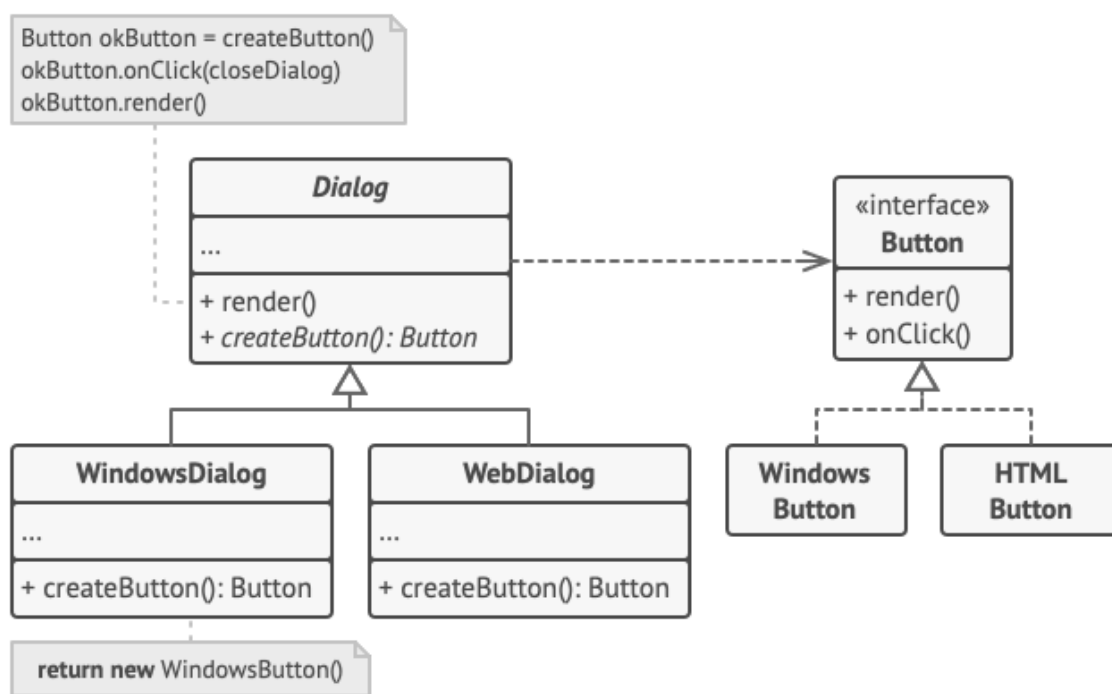 Button okButton = createButton()
okButton.onClick(closeDialog)
okButton.render()
Dialog
...
+ render()
+ createButton(): Button
«interface»
Button
+ render()
+ onClick()
WindowsDialog
...
+ createButton(): Button
WebDialog
...
+ createButton(): Button
Windows
Button
HTML
Button
return new WindowsButton()